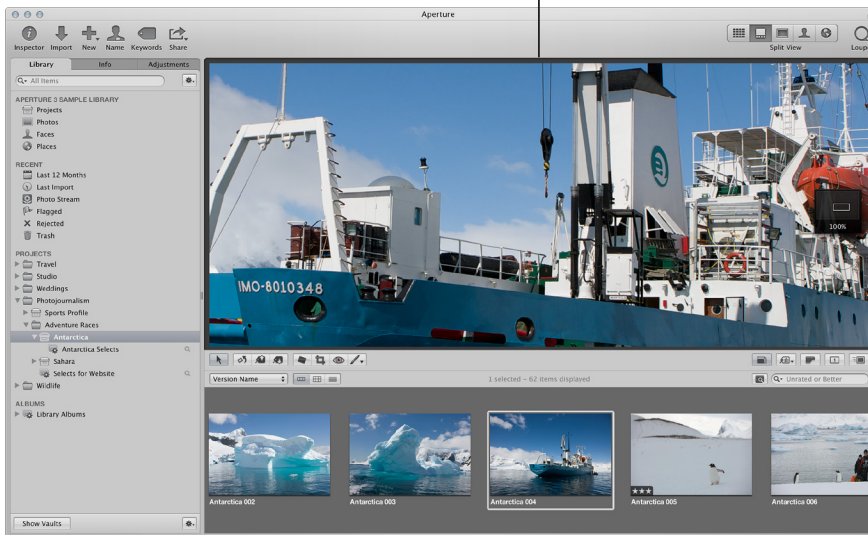 Aperture
Inspector Import New Name Keywords Share
Split View
Loupe
Library Info Adjustments
All Items
APERTURE 3 SAMPLE LIBRARY
Projects
Photos
Faces
Places
RECENT
Last 12 Months
Last Import
Photo Stream
Flagged
Rejected
Trash
PROJECTS
Travel
Studio
Weddings
Photojournalism
Sports Profile
Adventure Races
Antarctica
Antarctica Selects
Sahara
Selects for Website
Wildlife
ALBUMS
Library Albums
Show Vaults
IMO-8010348
100%
Version Name
1 selected - 62 items displayed
Unrated or Better
Antarctica 002
Antarctica 003
Antarctica 004
Antarctica 005
Antarctica 006